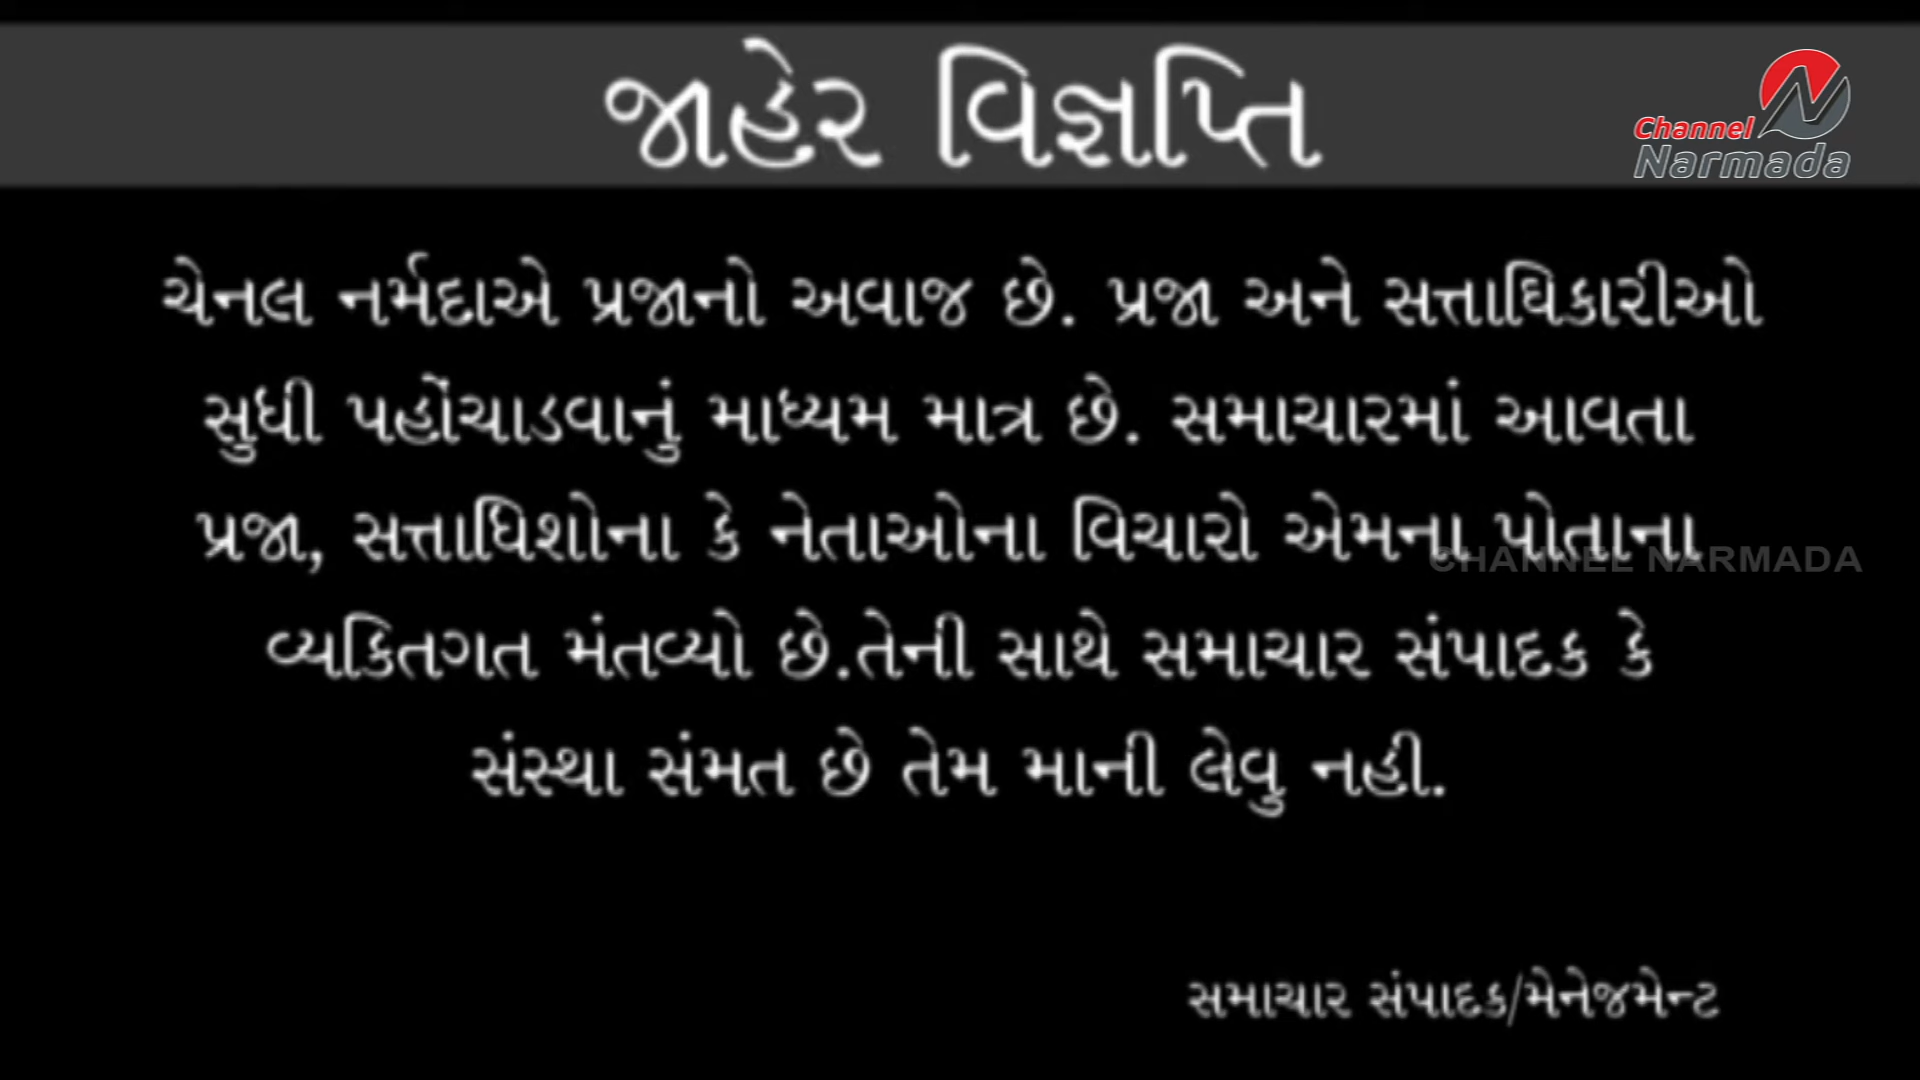 જાહેર વિજ્ઞપ્તિ
Channel
Narmada
ચેનલ નર્મદાએ પ્રજાનો અવાજ છે. પ્રજા અને સત્તાધિકારીઓ
સુધી પહોંચાડવાનું માધ્યમ માત્ર છે. સમાચારમાં આવતા
પ્રજા, સત્તાધિશોના કે નેતાઓના વિચારો એમના પોતાના
CHANNEL NARMADA
વ્યકિતગત મંતવ્યો છે.તેની સાથે સમાચાર સંપાદક કે
સંસ્થા સંમત છે તેમ માની લેવુ નહી.
સમાચાર સંપાદક/મેનેજમેન્ટ